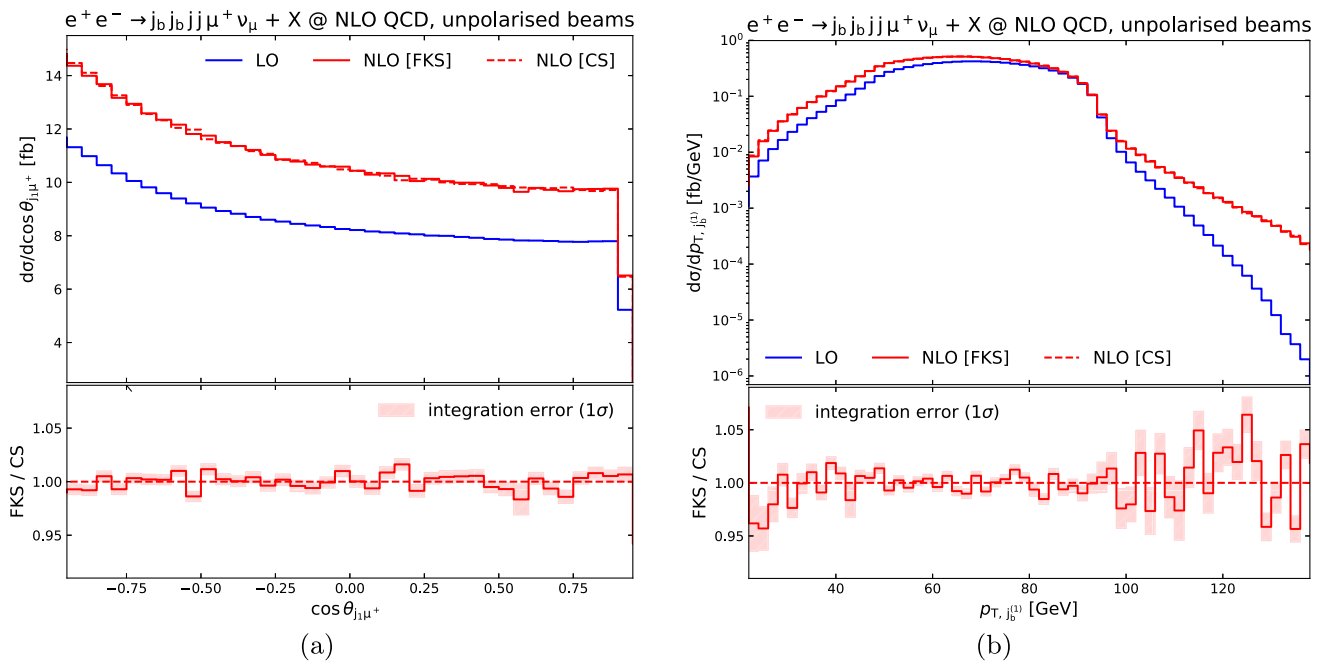 e⁺e⁻ → j_b j_b j j μ⁺ ν_μ + X @ NLO QCD, unpolarised beams
LO
NLO [FKS]
NLO [CS]
dσ/dcos θ_{j₁μ⁺} [fb]
14
12
10
8
6
4
integration error (1σ)
FKS / CS
1.05
1.00
0.95
−0.75
−0.50
−0.25
0.00
0.25
0.50
0.75
cos θ_{j₁μ⁺}
(a)
e⁺e⁻ → j_b j_b j j μ⁺ ν_μ + X @ NLO QCD, unpolarised beams
dσ/dp_{T, j_b^{(1)}} [fb/GeV]
10⁰
10⁻¹
10⁻²
10⁻³
10⁻⁴
10⁻⁵
10⁻⁶
LO
NLO [FKS]
NLO [CS]
integration error (1σ)
FKS / CS
1.05
1.00
0.95
40
60
80
100
120
p_{T, j_b^{(1)}} [GeV]
(b)